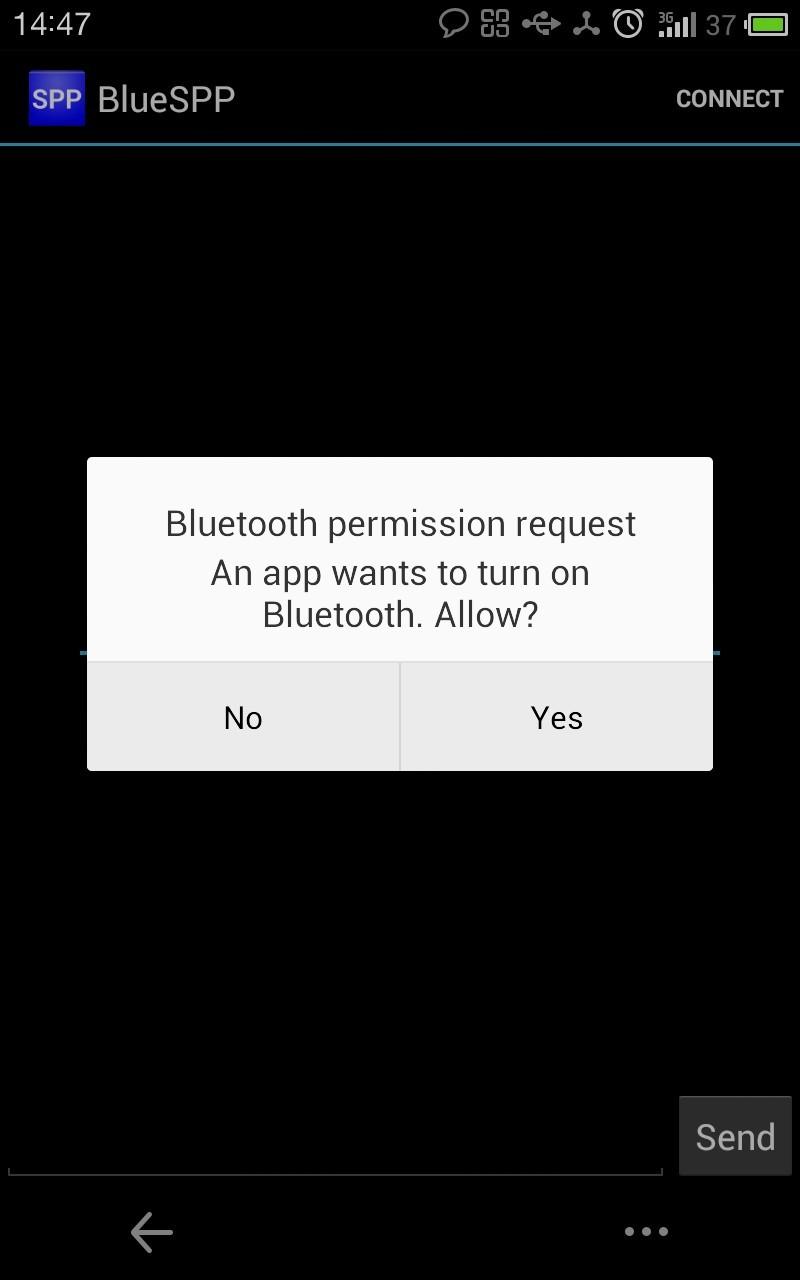 14:47
3G
37
SPP
BlueSPP
CONNECT
Bluetooth permission request
An app wants to turn on
Bluetooth. Allow?
No
Yes
Send